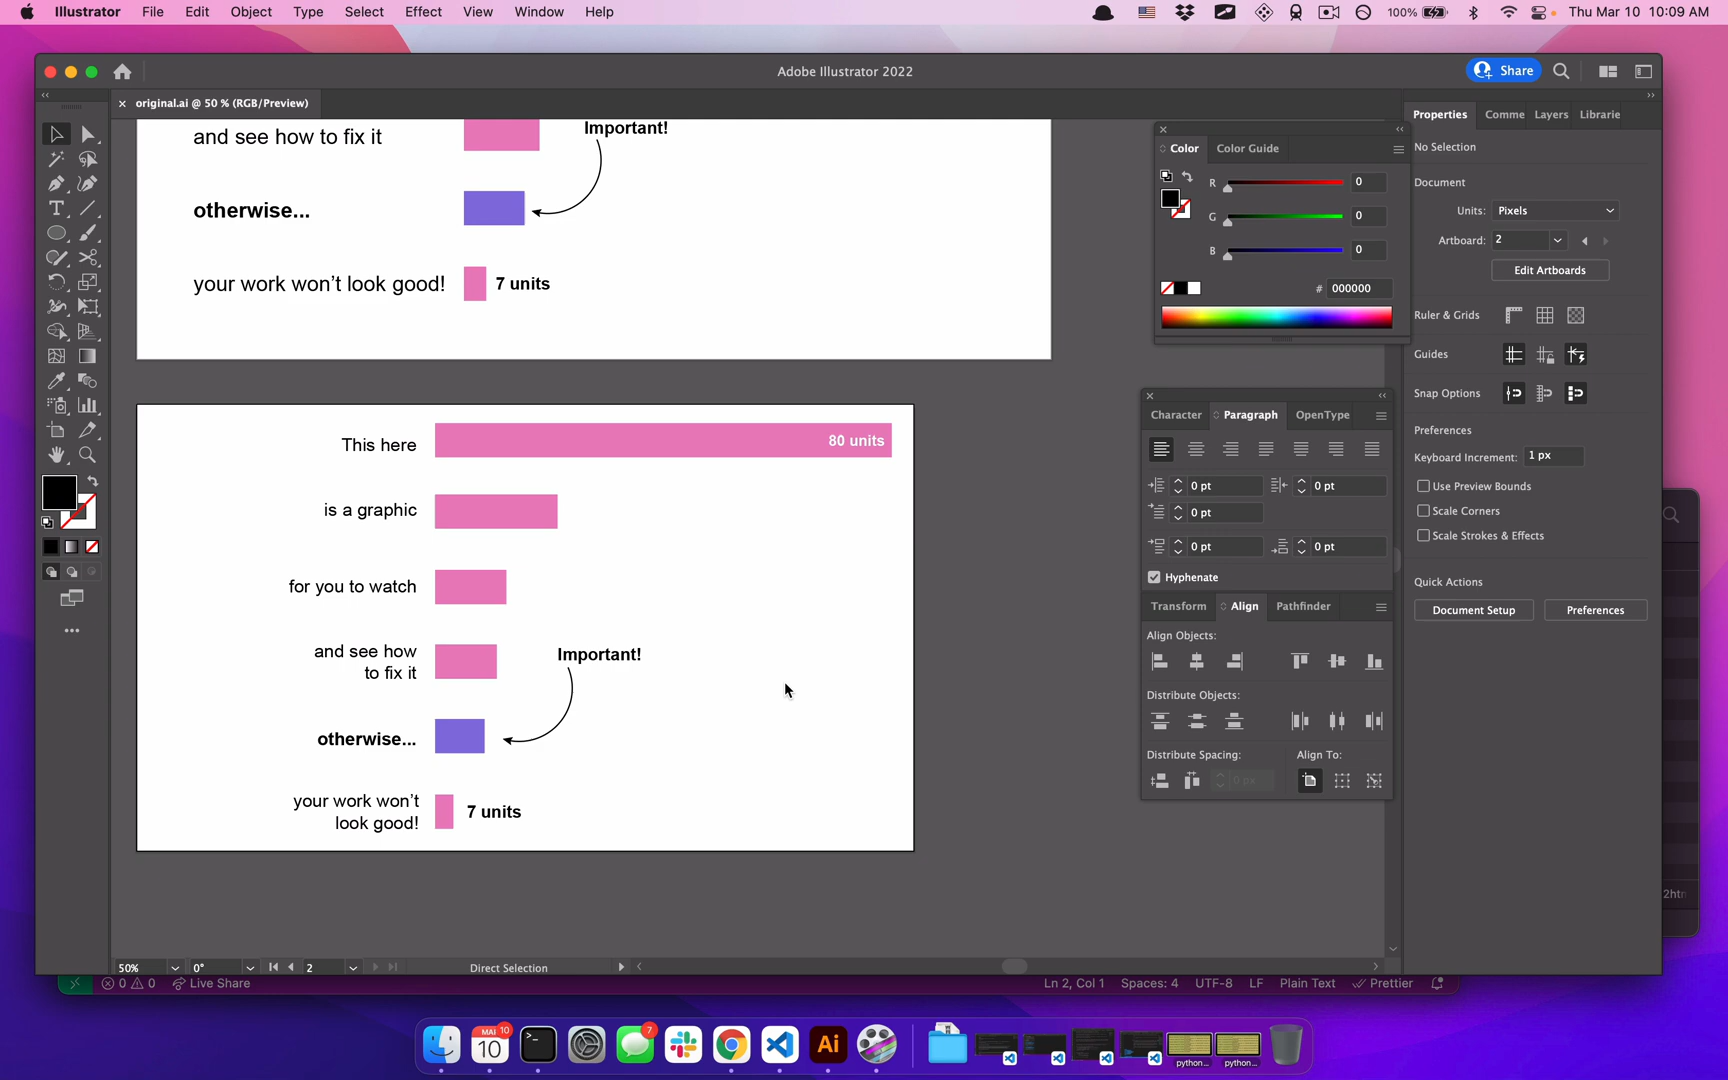 Illustrator File Edit Object Type Select Effect View Window Help 100% Thu Mar 10 10:09 AM
Adobe Illustrator 2022
Share
original.ai @ 50 % (RGB/Preview)
and see how to fix it
Important!
otherwise...
your work won't look good!
7 units
This here
80 units
is a graphic
for you to watch
and see how
to fix it
Important!
otherwise...
your work won't
look good!
7 units
Color Color Guide
R 0
G 0
B 0
# 000000
Character Paragraph OpenType
0 pt 0 pt
0 pt
0 pt 0 pt
Hyphenate
Transform Align Pathfinder
Align Objects:
Distribute Objects:
Distribute Spacing: Align To:
0 px
Properties Comme Layers Librarie
No Selection
Document
Units: Pixels
Artboard: 2
Edit Artboards
Ruler & Grids
Guides
Snap Options
Preferences
Keyboard Increment: 1 px
Use Preview Bounds
Scale Corners
Scale Strokes & Effects
Quick Actions
Document Setup Preferences
2htn
50% 0° 2 Direct Selection
0 0 Live Share Ln 2, Col 1 Spaces: 4 UTF-8 LF Plain Text Prettier
MAR 10
10
7
Ai
python...
python...